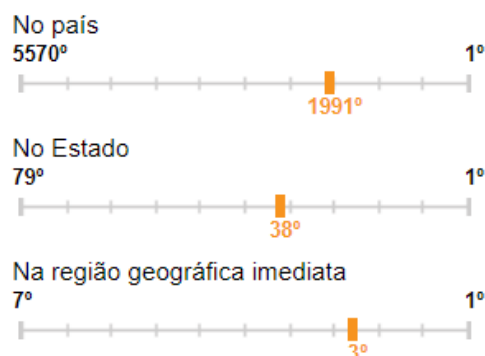 No país
5570º 1º
1991º
No Estado
79º 1º
38º
Na região geográfica imediata
7º 1º
3º